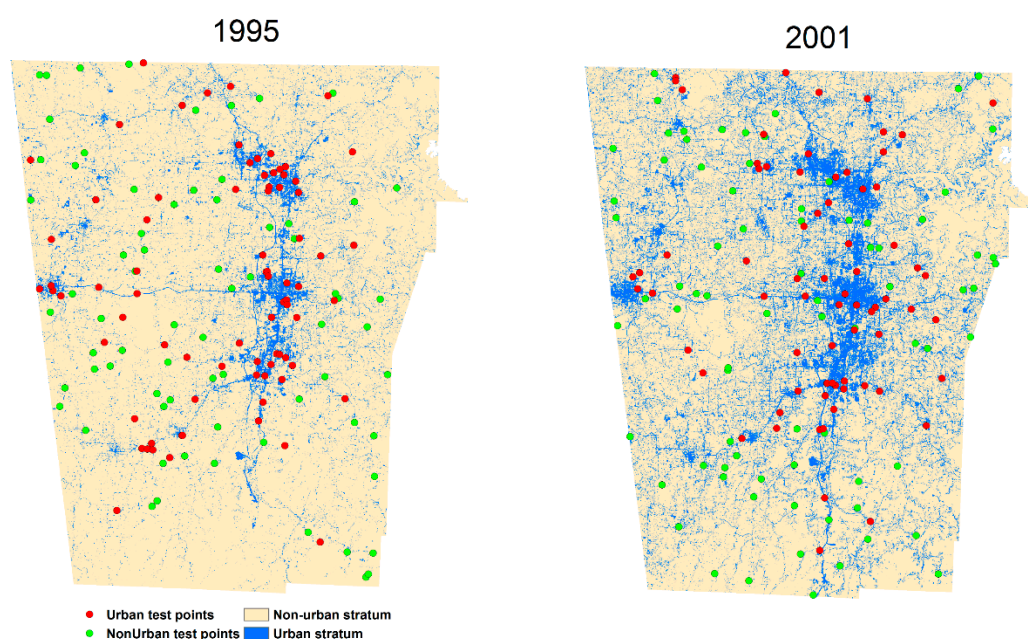 1995
2001
Urban test points
Non-urban stratum
NonUrban test points
Urban stratum